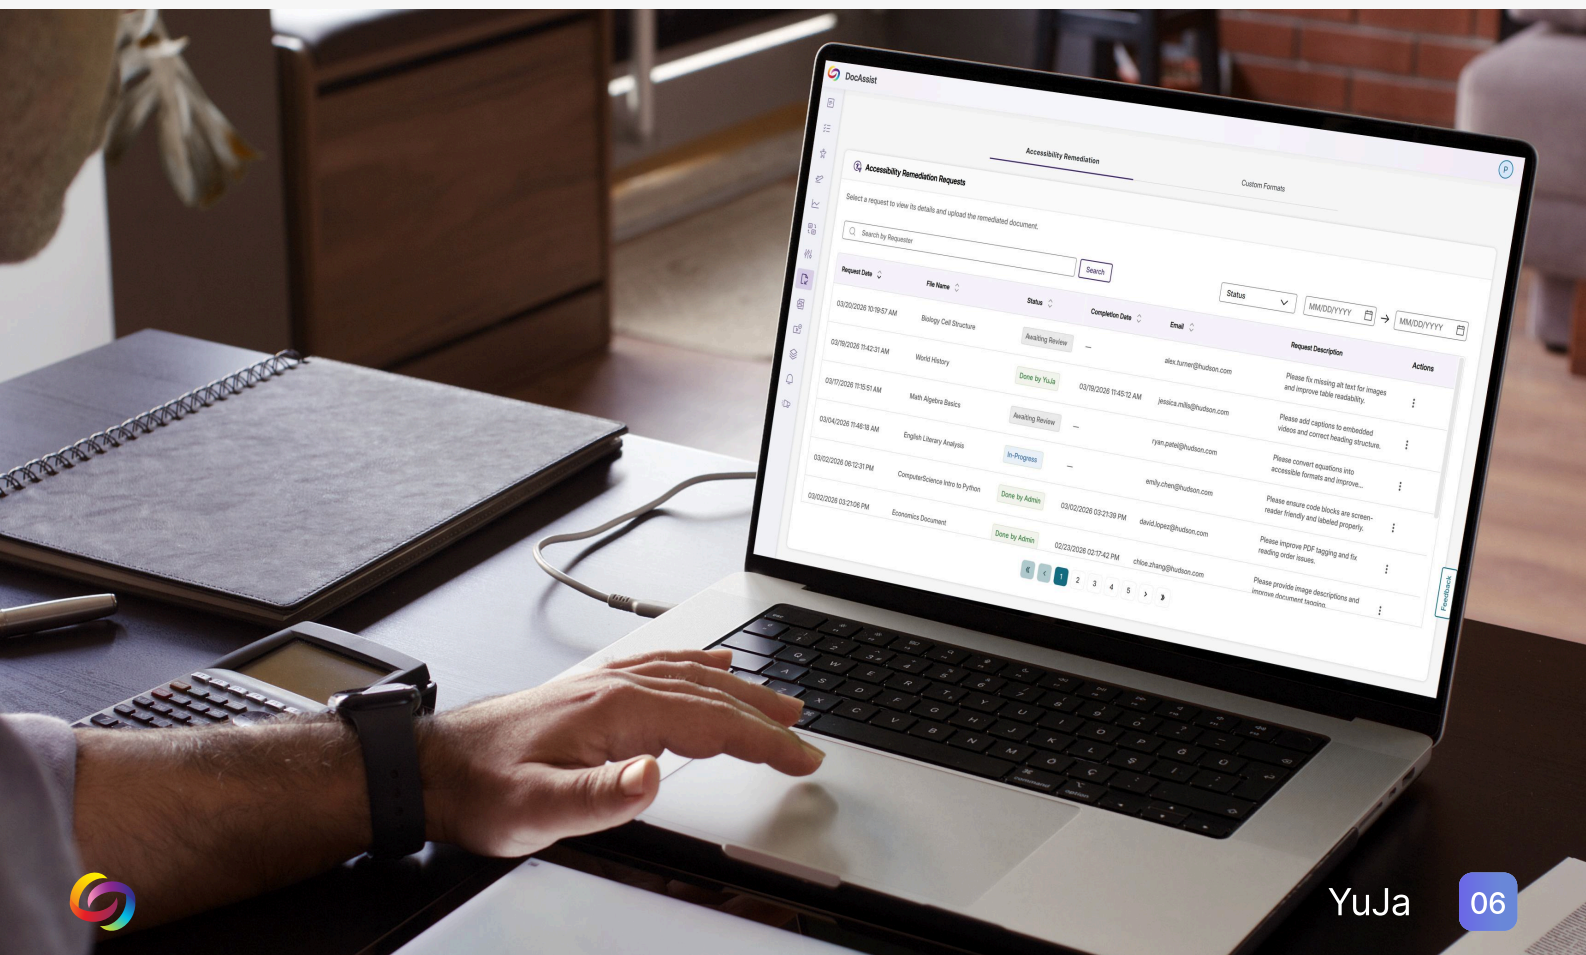 DocAssist
P
Accessibility Remediation
Custom Formats
Accessibility Remediation Requests
Select a request to view its details and upload the remediated document.
Search by Requester
Search
Status
MM/DD/YYYY
MM/DD/YYYY
Request Date
File Name
Status
Completion Date
Email
Request Description
Actions
03/20/2026 10:19:57 AM
Biology Cell Structure
Awaiting Review
—
alex.turner@hudson.com
Please fix missing alt text for images
and improve table readability.
03/19/2026 11:42:31 AM
World History
Done by YuJa
03/19/2026 11:45:12 AM
jessica.mills@hudson.com
Please add captions to embedded
videos and correct heading structure.
03/17/2026 11:15:51 AM
Math Algebra Basics
Awaiting Review
—
ryan.patel@hudson.com
Please convert equations into
accessible formats and improve...
03/04/2026 11:46:18 AM
English Literary Analysis
In-Progress
—
emily.chen@hudson.com
Please ensure code blocks are screen-
reader friendly and labeled properly.
03/02/2026 06:12:31 PM
ComputerScience Intro to Python
Done by Admin
03/02/2026 03:21:39 PM
david.lopez@hudson.com
Please improve PDF tagging and fix
reading order issues.
03/02/2026 03:21:06 PM
Economics Document
Done by Admin
02/23/2026 02:17:42 PM
chloe.zhang@hudson.com
Please provide image descriptions and
improve document tagging.
« ‹ 1 2 3 4 5 › »
Feedback
command
option
YuJa
06